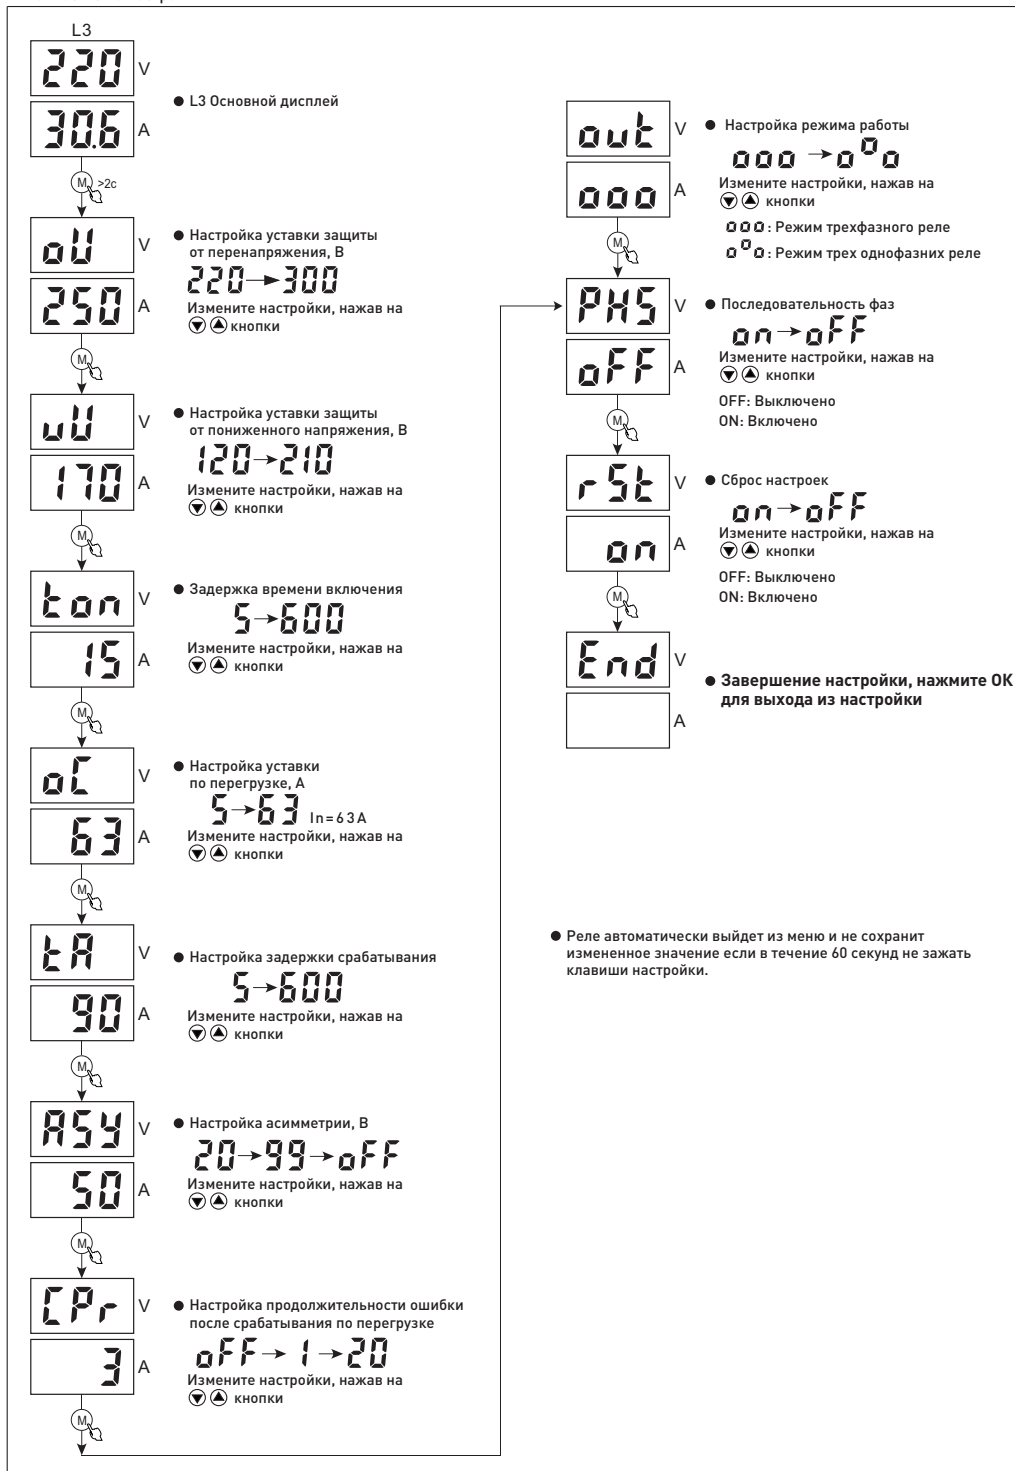 L3
220 V
30.6 A
● L3 Основной дисплей
M >2с
oU V
250 A
● Настройка уставки защиты
от перенапряжения, В
220→300
Измените настройки, нажав на
▼ ▲ кнопки
M
uU V
170 A
● Настройка уставки защиты
от пониженного напряжения, В
120→210
Измените настройки, нажав на
▼ ▲ кнопки
M
ton V
15 A
● Задержка времени включения
5→600
Измените настройки, нажав на
▼ ▲ кнопки
M
oC V
63 A
● Настройка уставки
по перегрузке, А
5→63 In=63A
Измените настройки, нажав на
▼ ▲ кнопки
M
tA V
90 A
● Настройка задержки срабатывания
5→600
Измените настройки, нажав на
▼ ▲ кнопки
M
ASY V
50 A
● Настройка асимметрии, В
20→99→oFF
Измените настройки, нажав на
▼ ▲ кнопки
M
CPr V
3 A
● Настройка продолжительности ошибки
после срабатывания по перегрузке
oFF→1→20
Измените настройки, нажав на
▼ ▲ кнопки
M
out V
ooo A
● Настройка режима работы
ooo→oºo
Измените настройки, нажав на
▼ ▲ кнопки
ooo: Режим трехфазного реле
oºo: Режим трех однофазних реле
M
PHS V
oFF A
● Последовательность фаз
on→oFF
Измените настройки, нажав на
▼ ▲ кнопки
OFF: Выключено
ON: Включено
M
rSt V
on A
● Сброс настроек
on→oFF
Измените настройки, нажав на
▼ ▲ кнопки
OFF: Выключено
ON: Включено
M
End V
A
● Завершение настройки, нажмите ОК
для выхода из настройки
● Реле автоматически выйдет из меню и не сохранит
измененное значение если в течение 60 секунд не зажать
клавиши настройки.